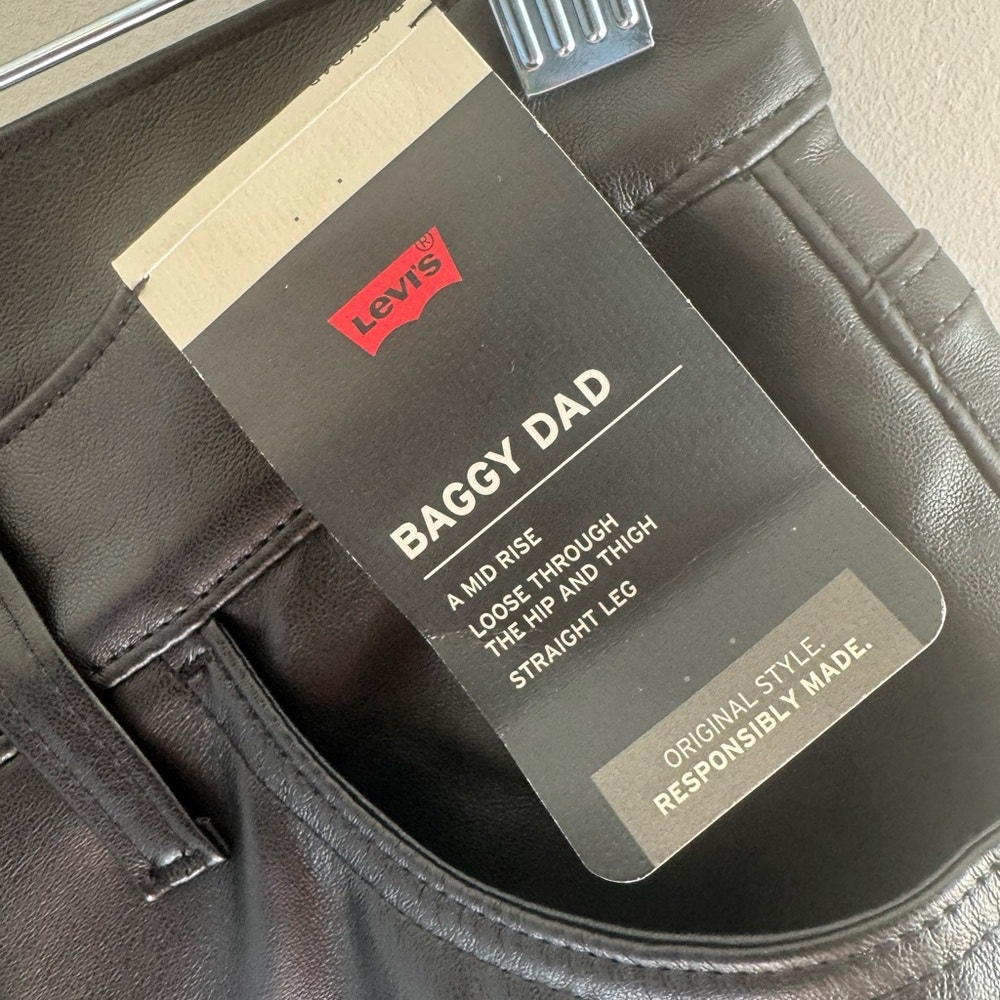 Levi's®
BAGGY DAD
A MID RISE
LOOSE THROUGH
THE HIP AND THIGH
STRAIGHT LEG
ORIGINAL STYLE.
RESPONSIBLY MADE.